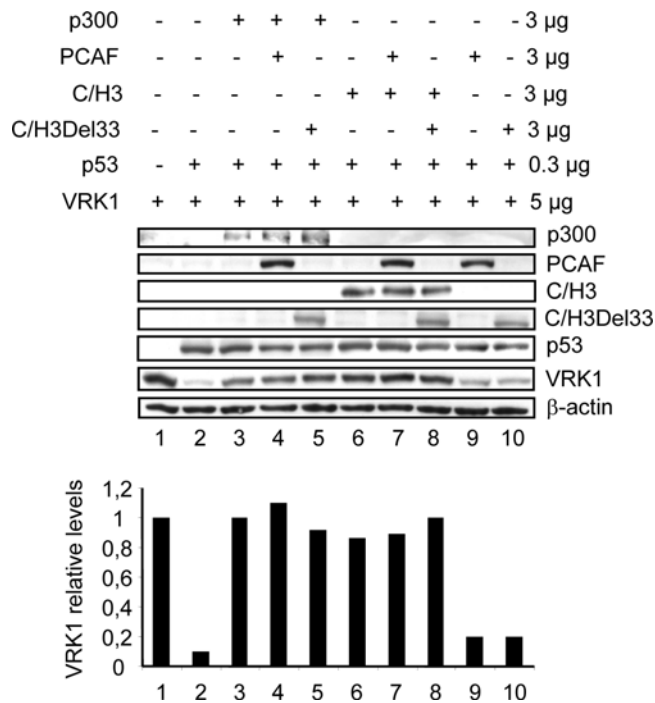 p300 - - + + + - - - - - 3 µg
PCAF - - - + - - + - + - 3 µg
C/H3 - - - - - + + + - - 3 µg
C/H3Del33 - - - - + - - + - + 3 µg
p53 - + + + + + + + + + 0.3 µg
VRK1 + + + + + + + + + + 5 µg
p300
PCAF
C/H3
C/H3Del33
p53
VRK1
β-actin
1 2 3 4 5 6 7 8 9 10
VRK1 relative levels
1,2
1
0,8
0,6
0,4
0,2
0
1 2 3 4 5 6 7 8 9 10